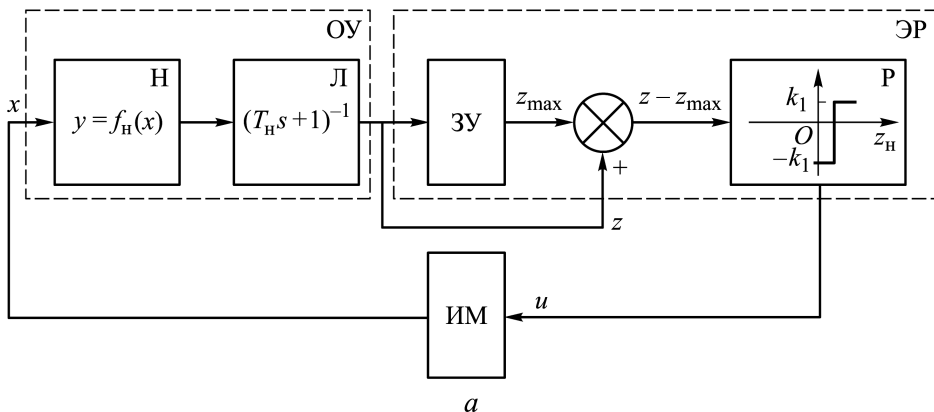 ОУ
ЭР
x
Н
y = fн(x)
Л
(Tнs + 1)⁻¹
ЗУ
zmax
z – zmax
+
z
Р
k1
O
–k1
zн
ИМ
u
а